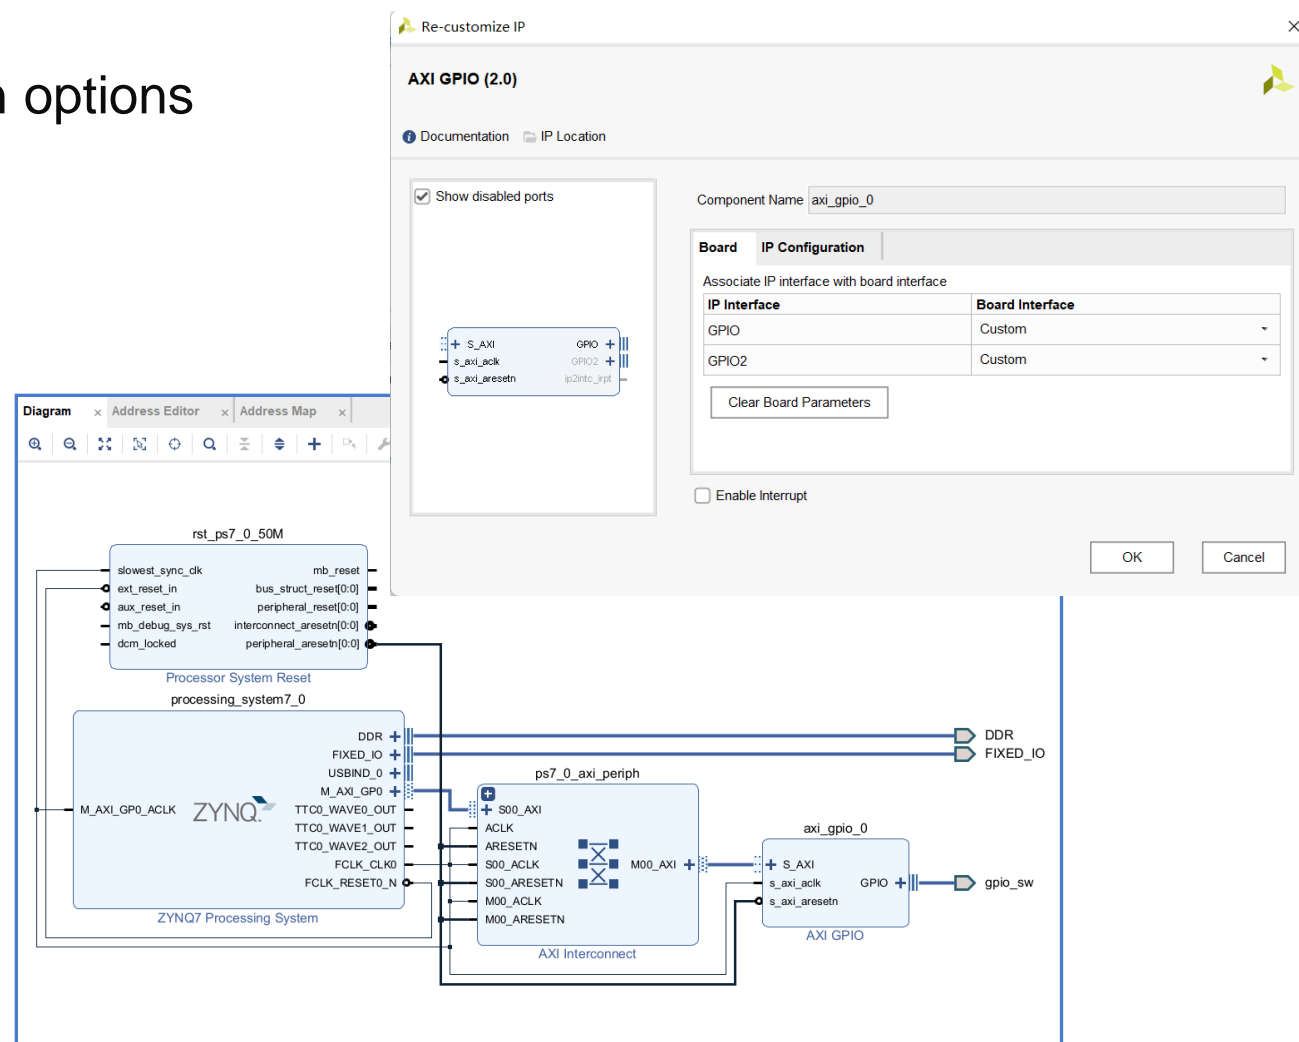 Re-customize IP
options
AXI GPIO (2.0)
Documentation IP Location
Show disabled ports
S_AXI
s_axi_aclk
s_axi_aresetn
GPIO
GPIO2
ip2intc_irpt
Component Name axi_gpio_0
Board IP Configuration
Associate IP interface with board interface
IP Interface Board Interface
GPIO Custom
GPIO2 Custom
Clear Board Parameters
Enable Interrupt
OK Cancel
Diagram Address Editor Address Map
rst_ps7_0_50M
slowest_sync_clk
ext_reset_in
aux_reset_in
mb_debug_sys_rst
dcm_locked
mb_reset
bus_struct_reset[0:0]
peripheral_reset[0:0]
interconnect_aresetn[0:0]
peripheral_aresetn[0:0]
Processor System Reset
processing_system7_0
M_AXI_GP0_ACLK
ZYNQ
DDR
FIXED_IO
USBIND_0
M_AXI_GP0
TTC0_WAVE0_OUT
TTC0_WAVE1_OUT
TTC0_WAVE2_OUT
FCLK_CLK0
FCLK_RESET0_N
ZYNQ7 Processing System
ps7_0_axi_periph
S00_AXI
ACLK
ARESETN
S00_ACLK
S00_ARESETN
M00_ACLK
M00_ARESETN
M00_AXI
AXI Interconnect
axi_gpio_0
S_AXI
s_axi_aclk
s_axi_aresetn
GPIO
AXI GPIO
DDR
FIXED_IO
gpio_sw